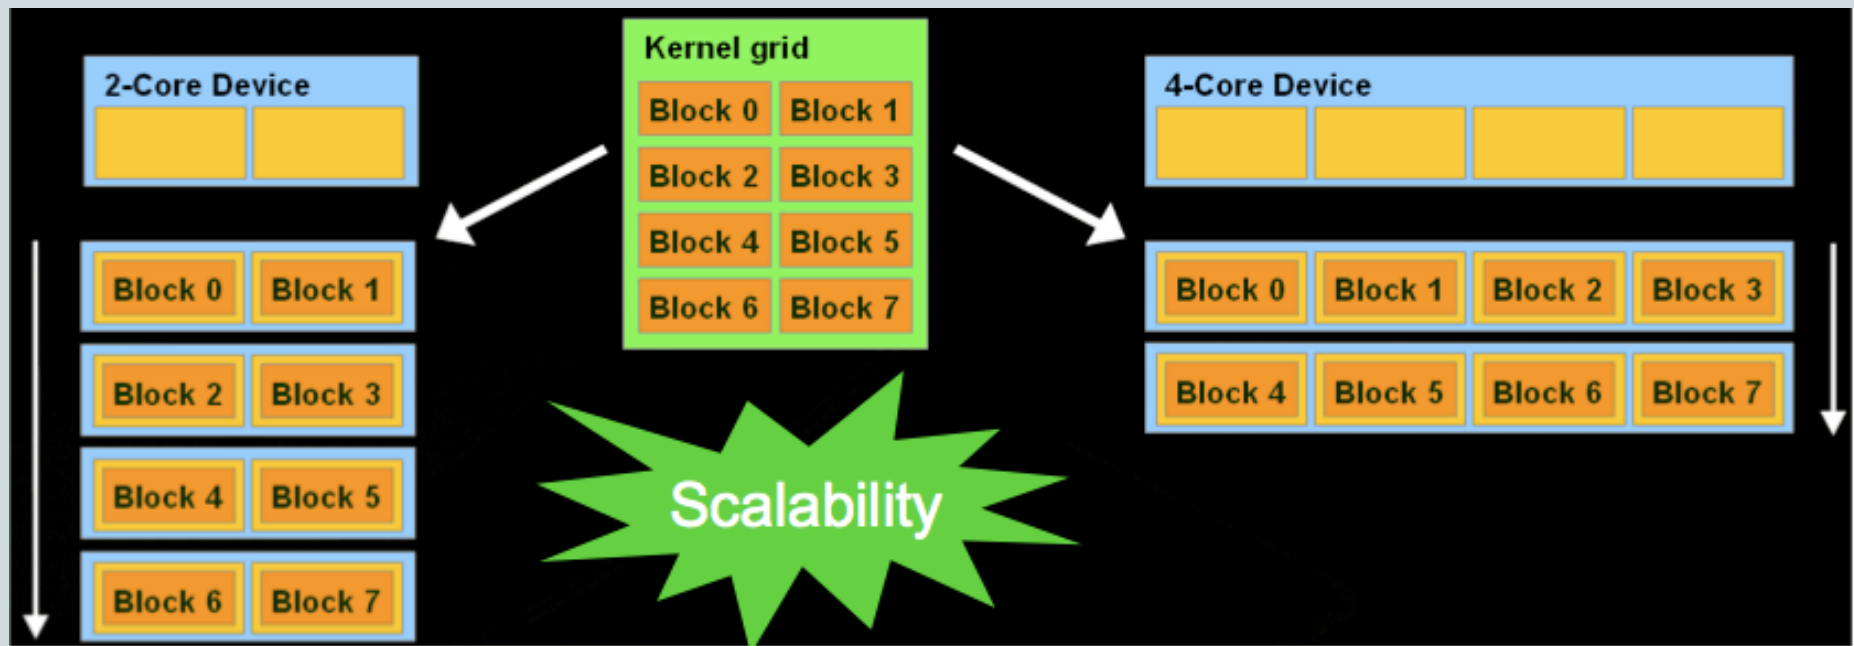 2-Core Device
Kernel grid
Block 0 Block 1
Block 2 Block 3
Block 4 Block 5
Block 6 Block 7
4-Core Device
Block 0 Block 1
Block 2 Block 3
Block 4 Block 5
Block 6 Block 7
Scalability
Block 0 Block 1 Block 2 Block 3
Block 4 Block 5 Block 6 Block 7